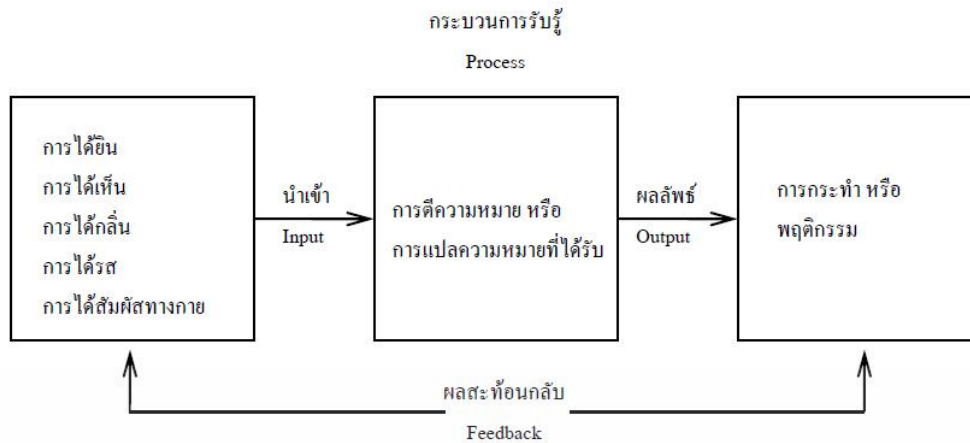 กระบวนการรับรู้
Process
การได้ยิน
การได้เห็น
การได้กลิ่น
การได้รส
การได้สัมผัสทางกาย
นำเข้า
Input
การตีความหมาย หรือ
การแปลความหมายที่ได้รับ
ผลลัพธ์
Output
การกระทำ หรือ
พฤติกรรม
ผลสะท้อนกลับ
Feedback